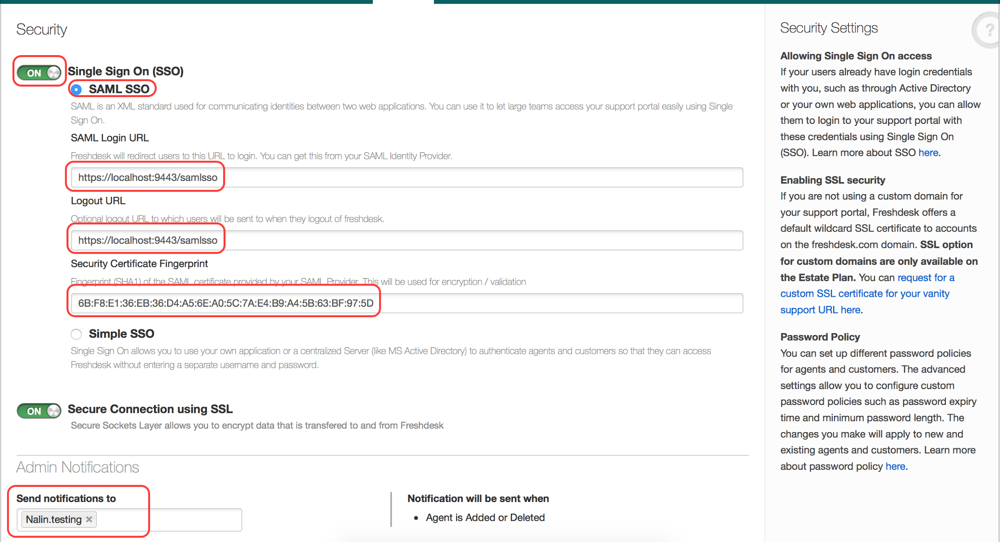 Security
ON
Single Sign On (SSO)
SAML SSO
SAML is an XML standard used for communicating identities between two web applications. You can use it to let large teams access your support portal easily using Single
Sign On.
SAML Login URL
Freshdesk will redirect users to this URL to login. You can get this from your SAML Identity Provider.
https://localhost:9443/samlsso
Logout URL
Optional logout URL to which users will be sent to when they logout of freshdesk.
https://localhost:9443/samlsso
Security Certificate Fingerprint
Fingerprint (SHA1) of the SAML certificate provided by your SAML Provider. This will be used for encryption / validation
6B:F8:E1:36:EB:36:D4:A5:6E:A0:5C:7A:E4:B9:A4:5B:63:BF:97:5D
Simple SSO
Single Sign On allows you to use your own application or a centralized Server (like MS Active Directory) to authenticate agents and customers so that they can access
Freshdesk without entering a separate username and password.
ON
Secure Connection using SSL
Secure Sockets Layer allows you to encrypt data that is transfered to and from Freshdesk
Admin Notifications
Send notifications to
Nalin.testing ×
Notification will be sent when
• Agent is Added or Deleted
Security Settings
?
Allowing Single Sign On access
If your users already have login credentials
with you, such as through Active Directory
or your own web applications, you can allow
them to login to your support portal with
these credentials using Single Sign On
(SSO). Learn more about SSO here.
Enabling SSL security
If you are not using a custom domain for
your support portal, Freshdesk offers a
default wildcard SSL certificate to accounts
on the freshdesk.com domain. SSL option
for custom domains are only available on
the Estate Plan. You can request for a
custom SSL certificate for your vanity
support URL here.
Password Policy
You can set up different password policies
for agents and customers. The advanced
settings allow you to configure custom
password policies such as password expiry
time and minimum password length. The
changes you make will apply to new and
existing agents and customers. Learn more
about password policy here.